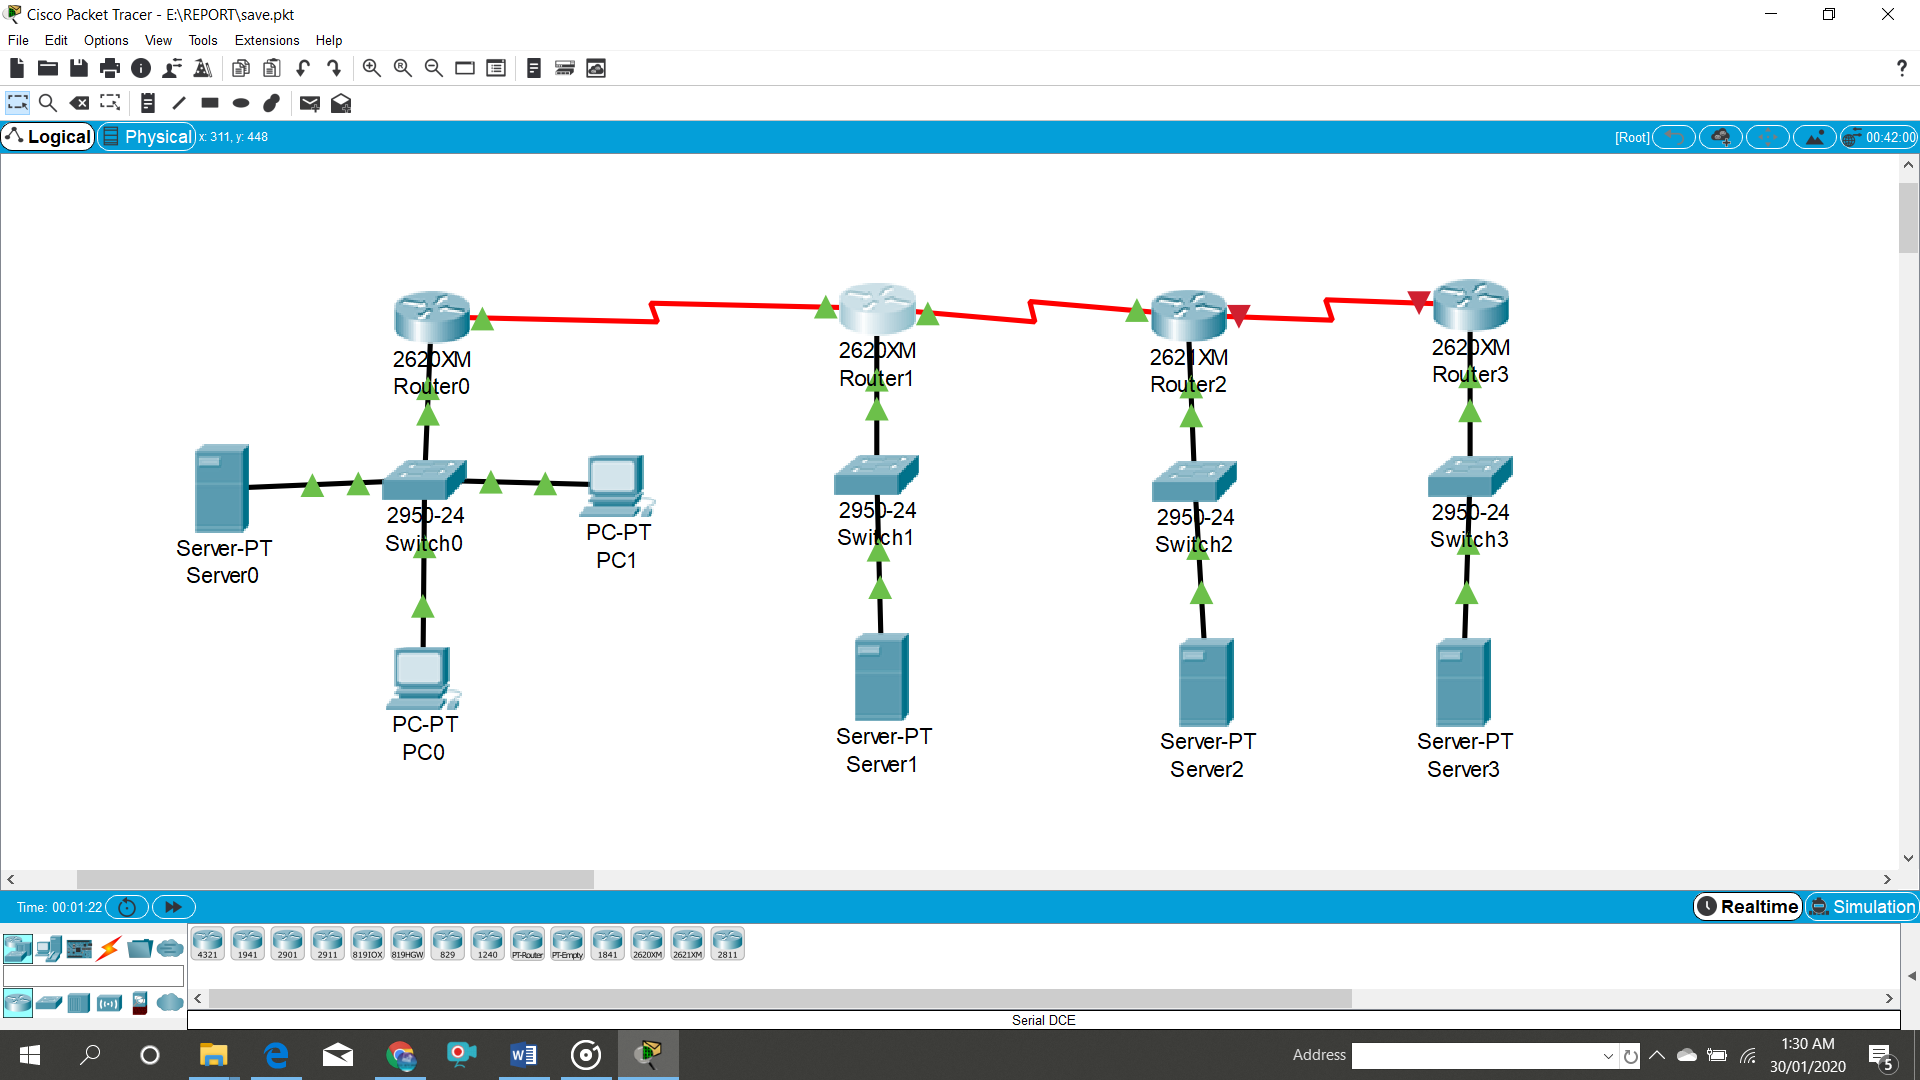 Cisco Packet Tracer - E:\REPORT\save.pkt
File Edit Options View Tools Extensions Help
?
Logical Physical x: 311, y: 448 [Root] 00:42:00
2620XM
Router0
2620XM
Router1
2621XM
Router2
2620XM
Router3
Server-PT
Server0
2950-24
Switch0
PC-PT
PC1
2950-24
Switch1
2950-24
Switch2
2950-24
Switch3
PC-PT
PC0
Server-PT
Server1
Server-PT
Server2
Server-PT
Server3
Time: 00:01:22 Realtime Simulation
4321 1941 2901 2911 819IOX 819HGW 829 1240 PT-Router PT-Empty 1841 2620XM 2621XM 2811
Serial DCE
Address
1:30 AM
30/01/2020
5